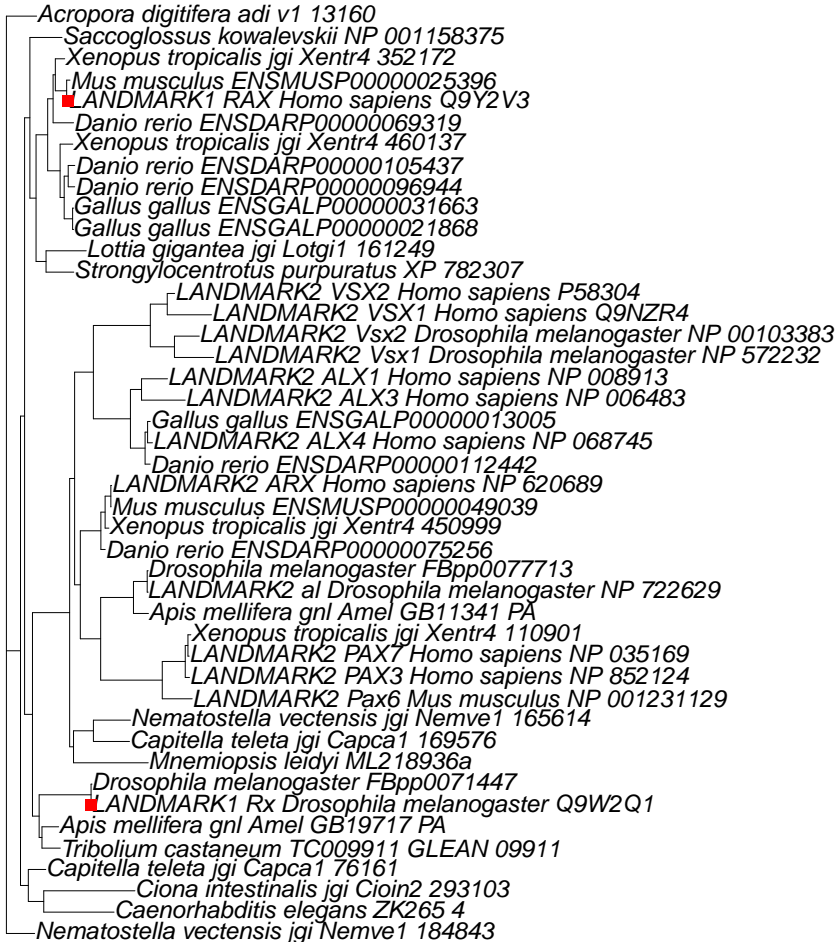 Acropora digitifera adi v1 13160
Saccoglossus kowalevskii NP 001158375
Xenopus tropicalis jgi Xentr4 352172
Mus musculus ENSMUSP00000025396
LANDMARK1 RAX Homo sapiens Q9Y2V3
Danio rerio ENSDARP00000069319
Xenopus tropicalis jgi Xentr4 460137
Danio rerio ENSDARP00000105437
Danio rerio ENSDARP00000096944
Gallus gallus ENSGALP00000031663
Gallus gallus ENSGALP00000021868
Lottia gigantea jgi Lotgi1 161249
Strongylocentrotus purpuratus XP 782307
LANDMARK2 VSX2 Homo sapiens P58304
LANDMARK2 VSX1 Homo sapiens Q9NZR4
LANDMARK2 Vsx2 Drosophila melanogaster NP 00103383
LANDMARK2 Vsx1 Drosophila melanogaster NP 572232
LANDMARK2 ALX1 Homo sapiens NP 008913
LANDMARK2 ALX3 Homo sapiens NP 006483
Gallus gallus ENSGALP00000013005
LANDMARK2 ALX4 Homo sapiens NP 068745
Danio rerio ENSDARP00000112442
LANDMARK2 ARX Homo sapiens NP 620689
Mus musculus ENSMUSP00000049039
Xenopus tropicalis jgi Xentr4 450999
Danio rerio ENSDARP00000075256
Drosophila melanogaster FBpp0077713
LANDMARK2 al Drosophila melanogaster NP 722629
Apis mellifera gnl Amel GB11341 PA
Xenopus tropicalis jgi Xentr4 110901
LANDMARK2 PAX7 Homo sapiens NP 035169
LANDMARK2 PAX3 Homo sapiens NP 852124
LANDMARK2 Pax6 Mus musculus NP 001231129
Nematostella vectensis jgi Nemve1 165614
Capitella teleta jgi Capca1 169576
Mnemiopsis leidyi ML218936a
Drosophila melanogaster FBpp0071447
LANDMARK1 Rx Drosophila melanogaster Q9W2Q1
Apis mellifera gnl Amel GB19717 PA
Tribolium castaneum TC009911 GLEAN 09911
Capitella teleta jgi Capca1 76161
Ciona intestinalis jgi Cioin2 293103
Caenorhabditis elegans ZK265 4
Nematostella vectensis jgi Nemve1 184843